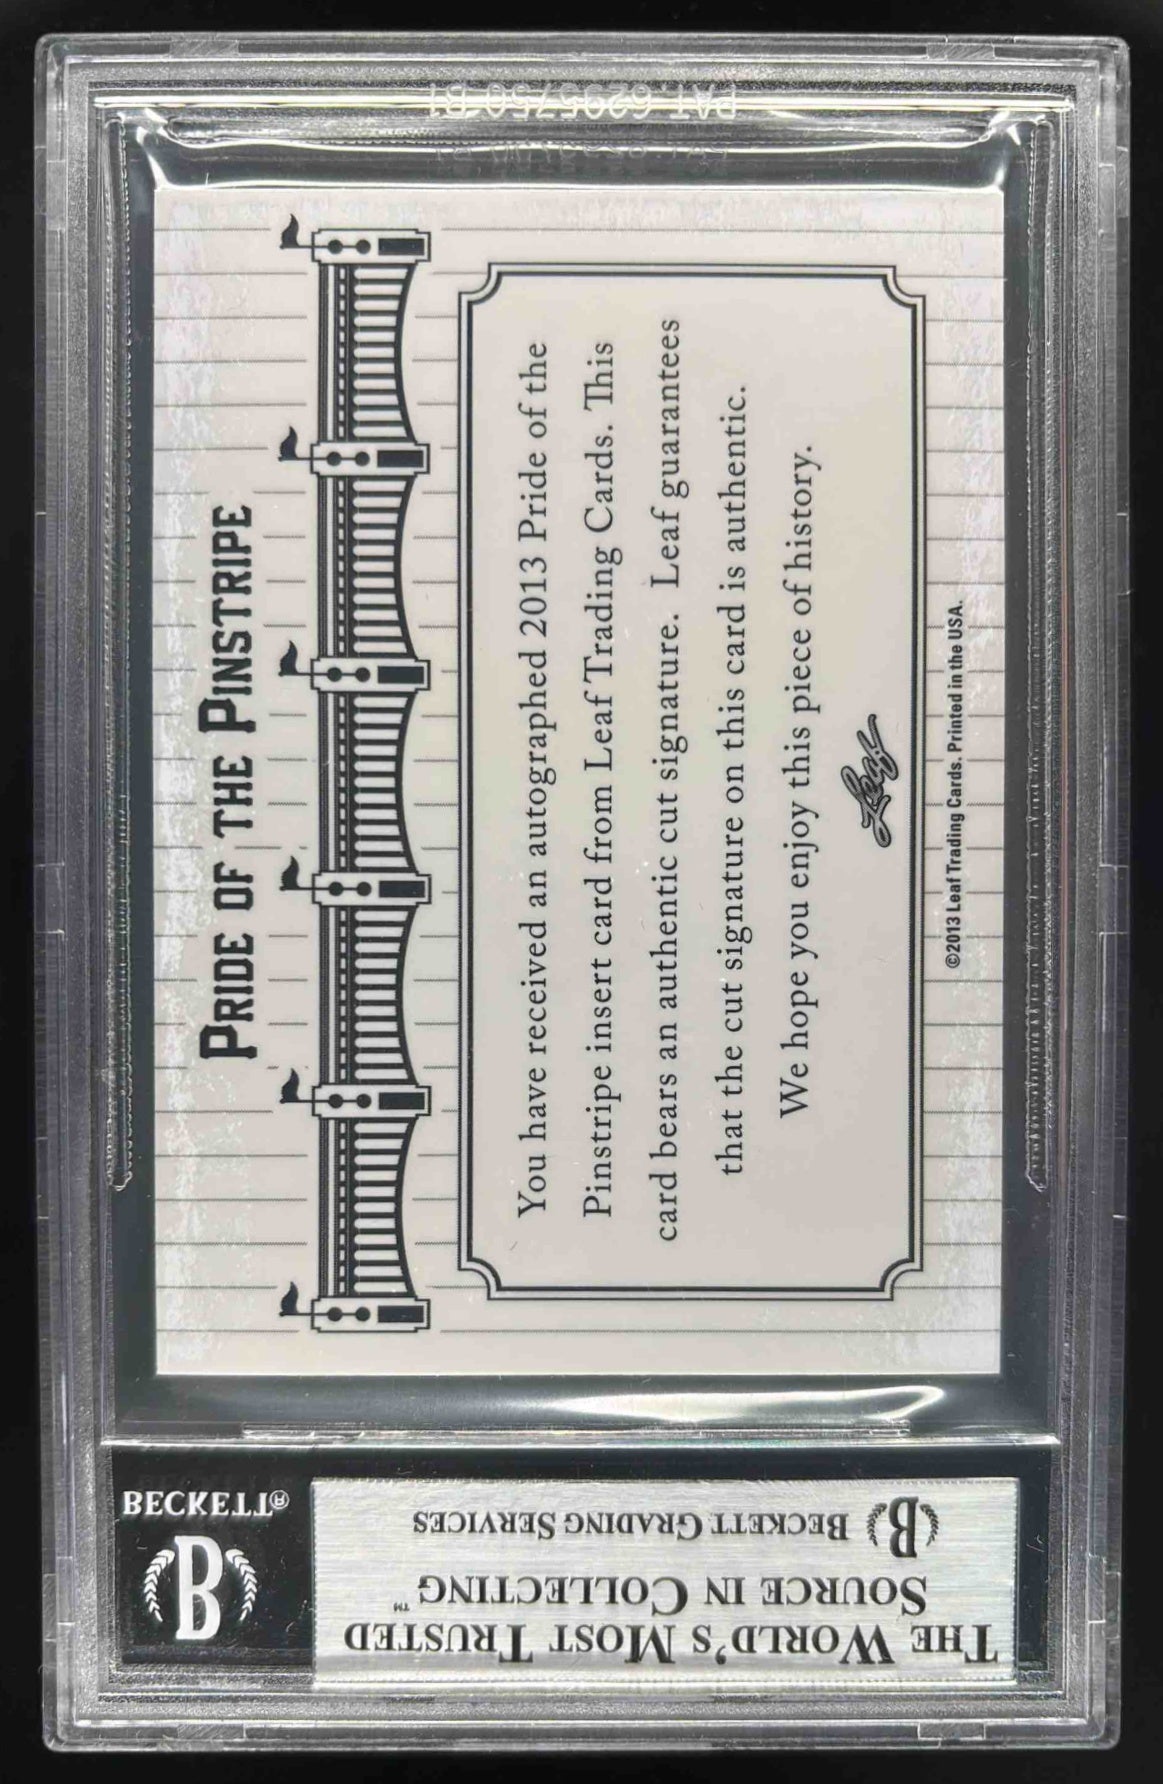 PAT. 6295750 B1
PRIDE OF THE PINSTRIPE
You have received an autographed 2013 Pride of the
Pinstripe insert card from Leaf Trading Cards. This
card bears an authentic cut signature. Leaf guarantees
that the cut signature on this card is authentic.
We hope you enjoy this piece of history.
Leaf
©2013 Leaf Trading Cards. Printed in the USA.
BECKETT®
B
THE WORLD'S MOST TRUSTED
SOURCE IN COLLECTING™
B BECKETT GRADING SERVICES